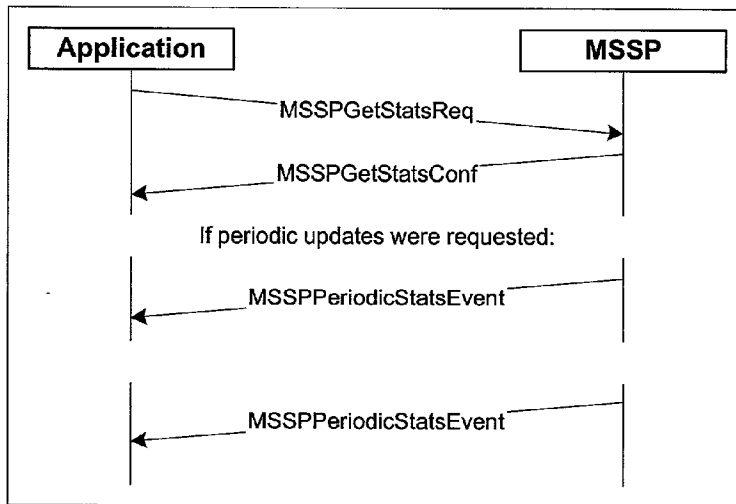 Application
MSSP
MSSPGetStatsReq
MSSPGetStatsConf
If periodic updates were requested:
MSSPPeriodicStatsEvent
MSSPPeriodicStatsEvent